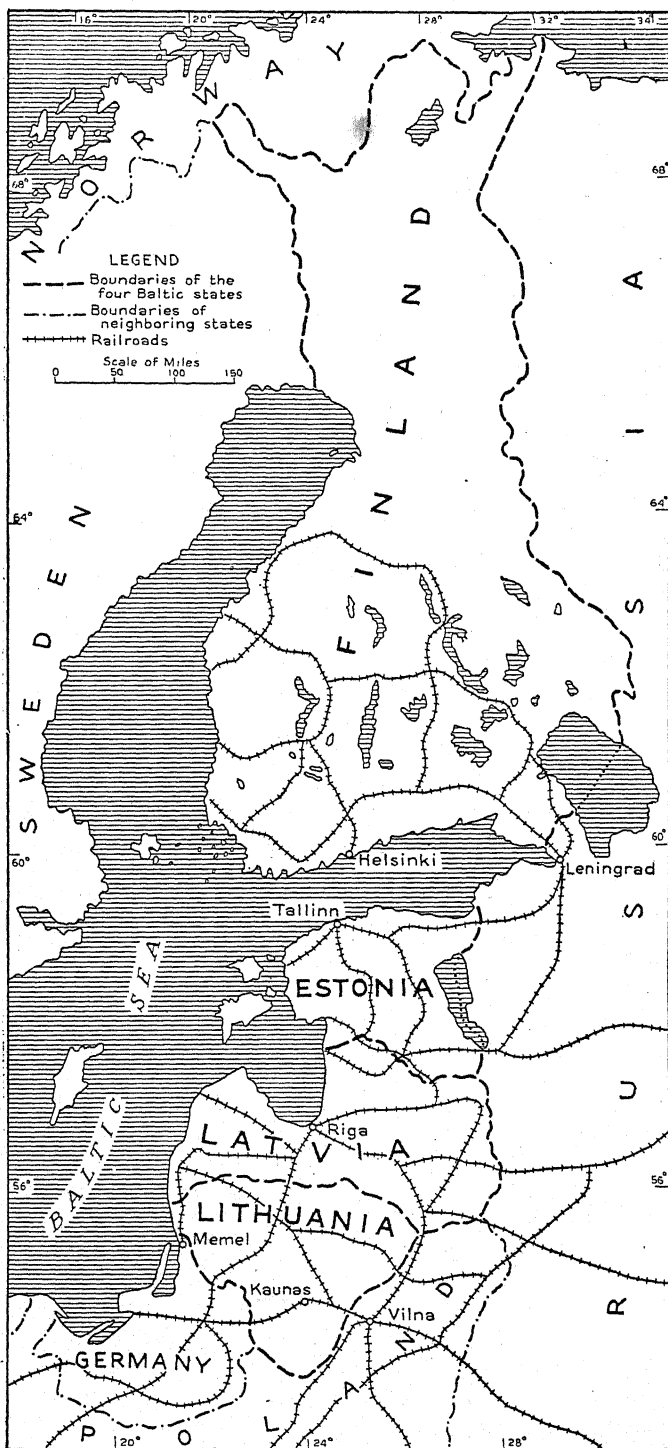 16° 20° 24° 28° 32° 34°
NORWAY
68° 68°
LEGEND
Boundaries of the
four Baltic states
Boundaries of
neighboring states
Railroads
Scale of Miles
0 50 100 150
FINLAND
RUSSIA
SWEDEN
64° 64°
60° 60°
Helsinki
Leningrad
Tallinn
BALTIC SEA
ESTONIA
Riga
LATVIA
56° 56°
LITHUANIA
Memel
Kaunas
Vilna
GERMANY
POLAND
20° 24° 28°